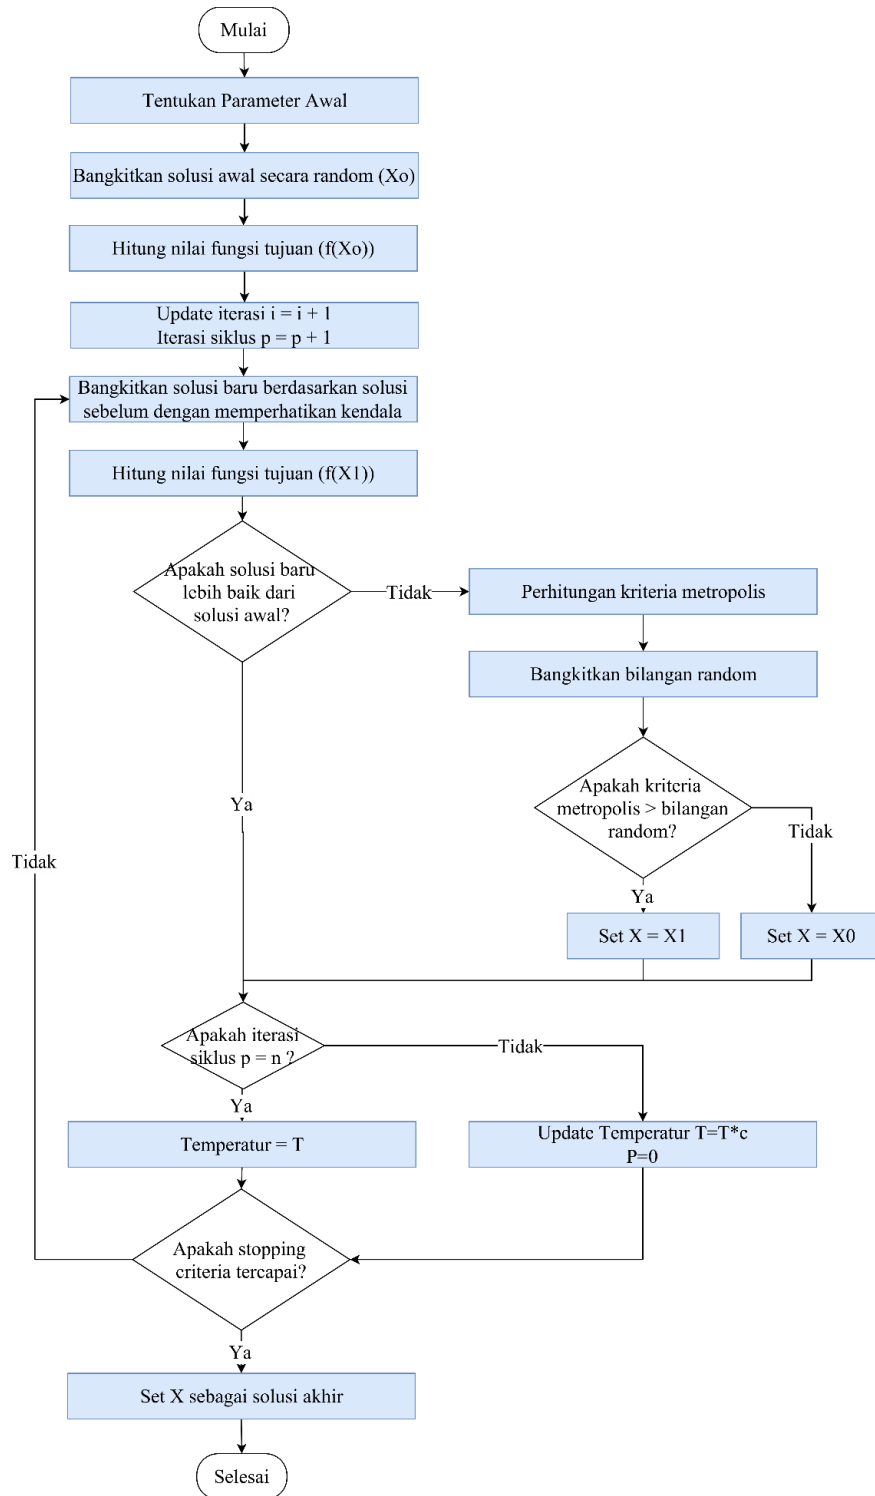 Mulai
Tentukan Parameter Awal
Bangkitkan solusi awal secara random (Xo)
Hitung nilai fungsi tujuan (f(Xo))
Update iterasi i = i + 1
Iterasi siklus p = p + 1
Bangkitkan solusi baru berdasarkan solusi
sebelum dengan memperhatikan kendala
Hitung nilai fungsi tujuan (f(X1))
Apakah solusi baru
lebih baik dari
solusi awal?
Tidak
Perhitungan kriteria metropolis
Bangkitkan bilangan random
Apakah kriteria
metropolis > bilangan
random?
Ya
Tidak
Tidak
Ya
Set X = X1
Set X = X0
Apakah iterasi
siklus p = n ?
Tidak
Ya
Temperatur = T
Update Temperatur T=T*c
P=0
Apakah stopping
criteria tercapai?
Ya
Set X sebagai solusi akhir
Selesai